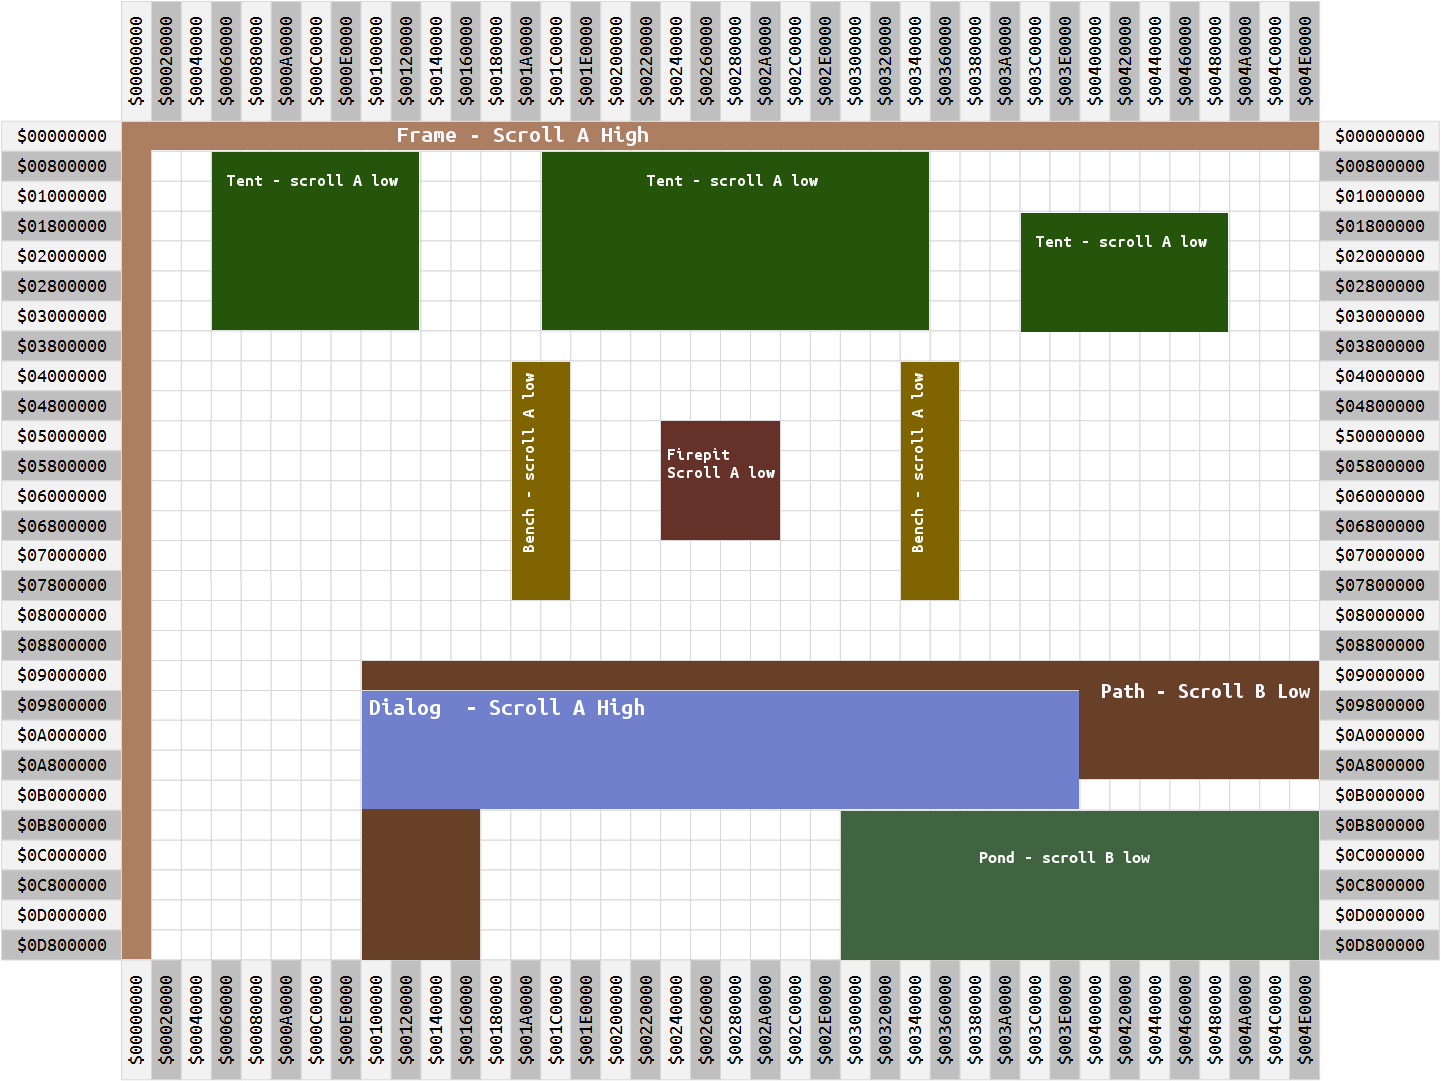 $00000000 $00020000 $00040000 $00060000 $00080000 $000A0000 $000C0000 $000E0000 $00100000 $00120000 $00140000 $00160000 $00180000 $001A0000 $001C0000 $001E0000 $00200000 $00220000 $00240000 $00260000 $00280000 $002A0000 $002C0000 $002E0000 $00300000 $00320000 $00340000 $00360000 $00380000 $003A0000 $003C0000 $003E0000 $00400000 $00420000 $00440000 $00460000 $00480000 $004A0000 $004C0000 $004E0000
$00000000 Frame - Scroll A High $00000000
$00800000 $00800000
Tent - scroll A low Tent - scroll A low
$01000000 $01000000
$01800000 $01800000
Tent - scroll A low
$02000000 $02000000
$02800000 $02800000
$03000000 $03000000
$03800000 $03800000
$04000000 $04000000
$04800000 $04800000
$05000000 $50000000
Bench - scroll A low
Firepit
Scroll A low
Bench - scroll A low
$05800000 $05800000
$06000000 $06000000
$06800000 $06800000
$07000000 $07000000
$07800000 $07800000
$08000000 $08000000
$08800000 $08800000
$09000000 $09000000
Path - Scroll B Low
$09800000 Dialog  - Scroll A High $09800000
$0A000000 $0A000000
$0A800000 $0A800000
$0B000000 $0B000000
$0B800000 $0B800000
$0C000000 Pond - scroll B low $0C000000
$0C800000 $0C800000
$0D000000 $0D000000
$0D800000 $0D800000
$00000000 $00020000 $00040000 $00060000 $00080000 $000A0000 $000C0000 $000E0000 $00100000 $00120000 $00140000 $00160000 $00180000 $001A0000 $001C0000 $001E0000 $00200000 $00220000 $00240000 $00260000 $00280000 $002A0000 $002C0000 $002E0000 $00300000 $00320000 $00340000 $00360000 $00380000 $003A0000 $003C0000 $003E0000 $00400000 $00420000 $00440000 $00460000 $00480000 $004A0000 $004C0000 $004E0000